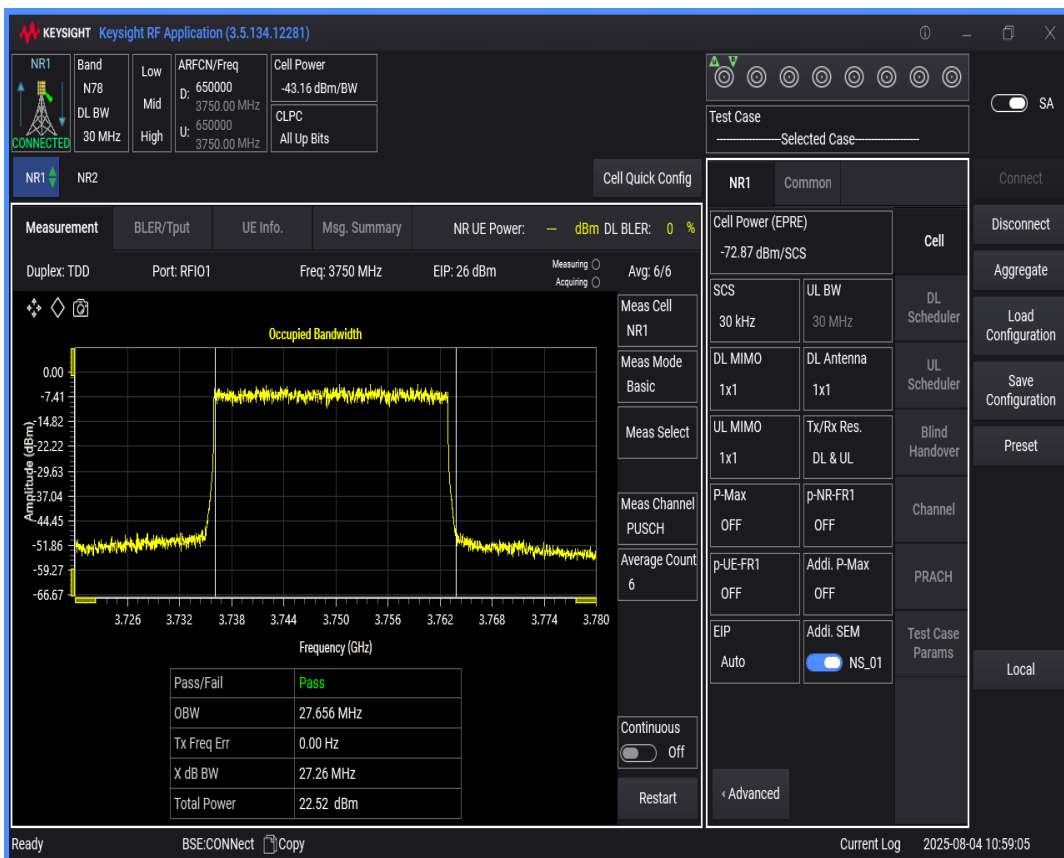 KEYSIGHT Keysight RF Application (3.5.134.12281)
NR1
CONNECTED
Band
N78
DL BW
30 MHz
Low
Mid
High
ARFCN/Freq
D: 650000
3750.00 MHz
U: 650000
3750.00 MHz
Cell Power
-43.16 dBm/BW
CLPC
All Up Bits
Test Case
Selected Case
SA
NR1 NR2
Cell Quick Config
Measurement BLER/Tput UE Info. Msg. Summary NR UE Power: --- dBm DL BLER: 0 %
Duplex: TDD Port: RFIO1 Freq: 3750 MHz EIP: 26 dBm Measuring Acquiring Avg: 6/6
Occupied Bandwidth
Amplitude (dBm)
0.00
-7.41
-14.82
-22.22
-29.63
-37.04
-44.45
-51.86
-59.27
-66.67
3.726 3.732 3.738 3.744 3.750 3.756 3.762 3.768 3.774 3.780
Frequency (GHz)
Pass/Fail Pass
OBW 27.656 MHz
Tx Freq Err 0.00 Hz
X dB BW 27.26 MHz
Total Power 22.52 dBm
Meas Cell
NR1
Meas Mode
Basic
Meas Select
Meas Channel
PUSCH
Average Count
6
Continuous
Off
Restart
NR1 Common
Cell Power (EPRE)
-72.87 dBm/SCS
SCS
30 kHz
UL BW
30 MHz
DL MIMO
1x1
DL Antenna
1x1
UL MIMO
1x1
Tx/Rx Res.
DL & UL
P-Max
OFF
p-NR-FR1
OFF
p-UE-FR1
OFF
Addi. P-Max
OFF
EIP
Auto
Addi. SEM
NS_01
‹ Advanced
Cell
DL
Scheduler
UL
Scheduler
Blind
Handover
Channel
PRACH
Test Case
Params
Connect
Disconnect
Aggregate
Load
Configuration
Save
Configuration
Preset
Local
Ready BSE:CONNect Copy Current Log 2025-08-04 10:59:05